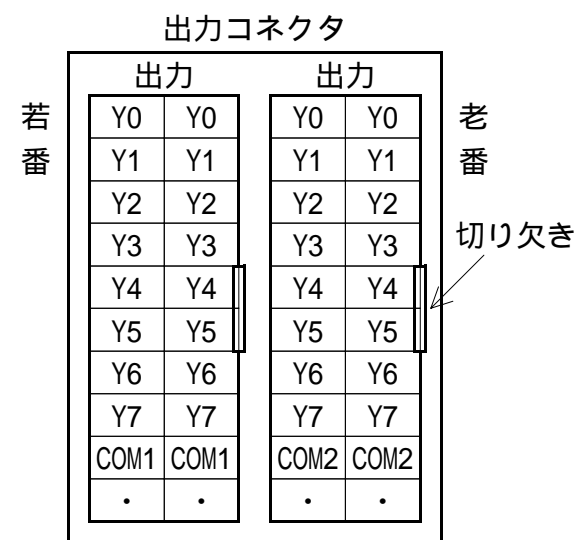 出力コネクタ
出力 出力
若番
老番
切り欠き
Y0 Y0 Y0 Y0
Y1 Y1 Y1 Y1
Y2 Y2 Y2 Y2
Y3 Y3 Y3 Y3
Y4 Y4 Y4 Y4
Y5 Y5 Y5 Y5
Y6 Y6 Y6 Y6
Y7 Y7 Y7 Y7
COM1 COM1 COM2 COM2
・ ・ ・ ・